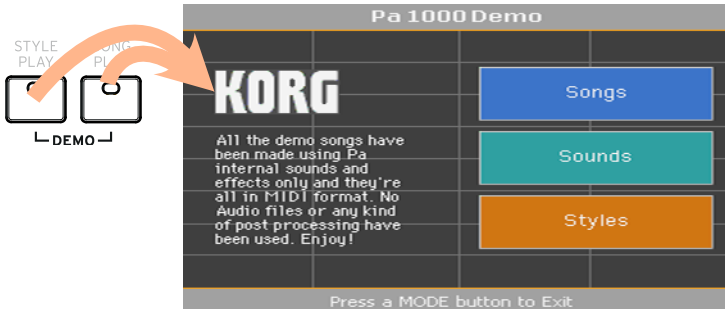 Pa 1000 Demo
STYLE
PLAY
DEMO
KORG
All the demo songs have
been made using Pa
internal sounds and
effects only and they're
all in MIDI format. No
Audio files or any kind
of post processing have
been used. Enjoy!
Songs
Sounds
Styles
Press a MODE button to Exit